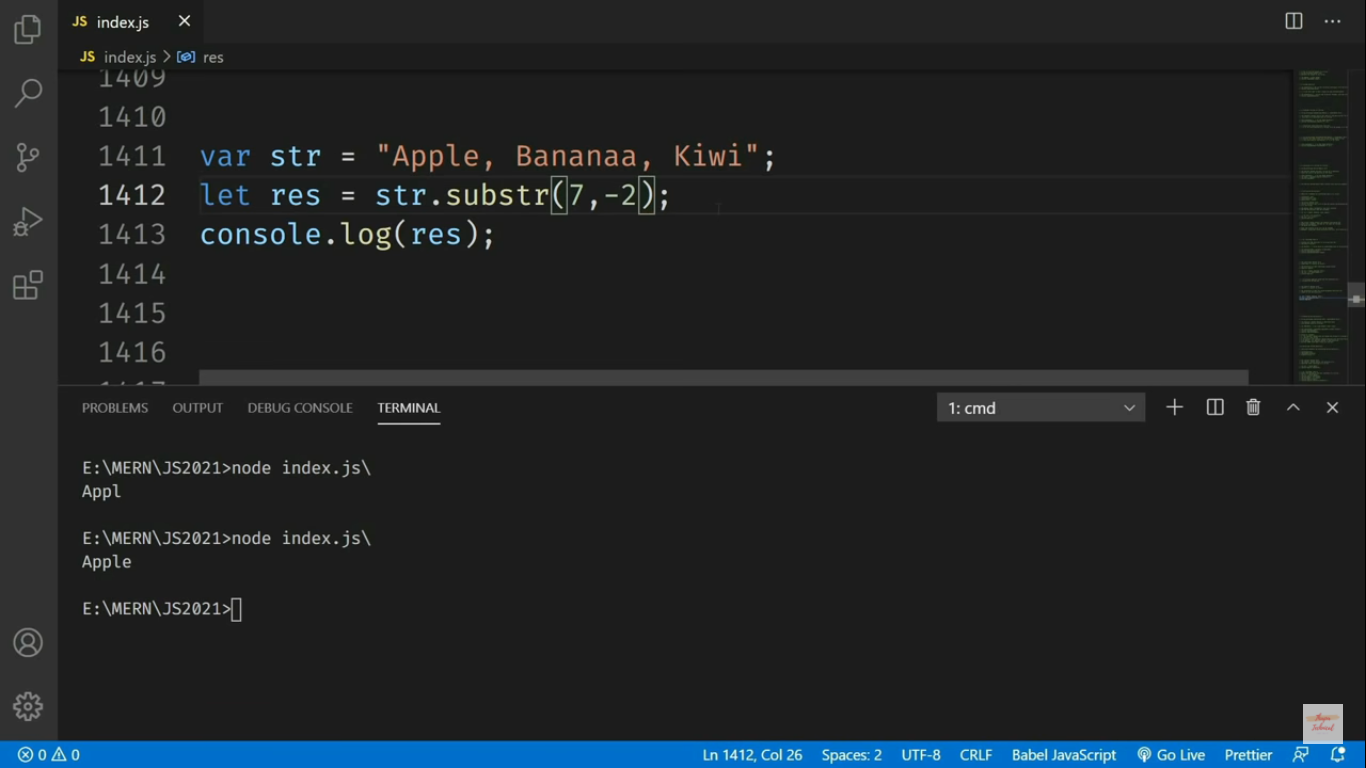 JS index.js
JS index.js > res
1409
1410
1411 var str = "Apple, Bananaa, Kiwi";
1412 let res = str.substr(7,-2);
1413 console.log(res);
1414
1415
1416
PROBLEMS OUTPUT DEBUG CONSOLE TERMINAL 1: cmd
E:\MERN\JS2021>node index.js\
Appl
E:\MERN\JS2021>node index.js\
Apple
E:\MERN\JS2021>
0 0 Ln 1412, Col 26 Spaces: 2 UTF-8 CRLF Babel JavaScript Go Live Prettier